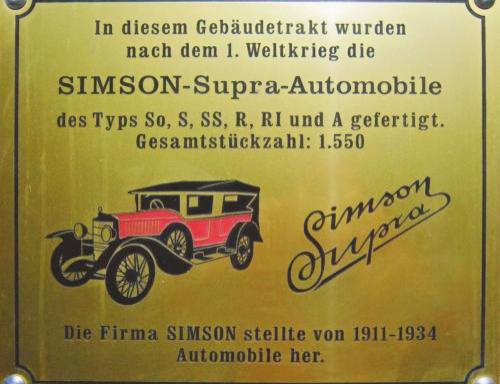 In diesem Gebäudetrakt wurden
nach dem 1. Weltkrieg die
SIMSON-Supra-Automobile
des Typs So, S, SS, R, RI und A gefertigt.
Gesamtstückzahl: 1.550
Simson
Supra
Die Firma SIMSON stellte von 1911-1934
Automobile her.